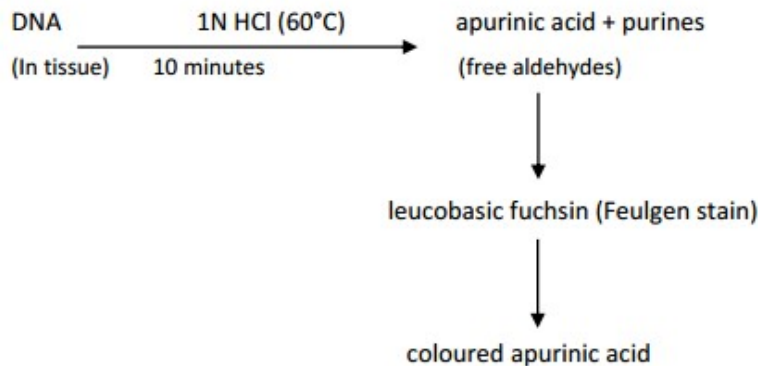 DNA 1N HCl (60°C) apurinic acid + purines
(In tissue) 10 minutes (free aldehydes)
leucobasic fuchsin (Feulgen stain)
coloured apurinic acid